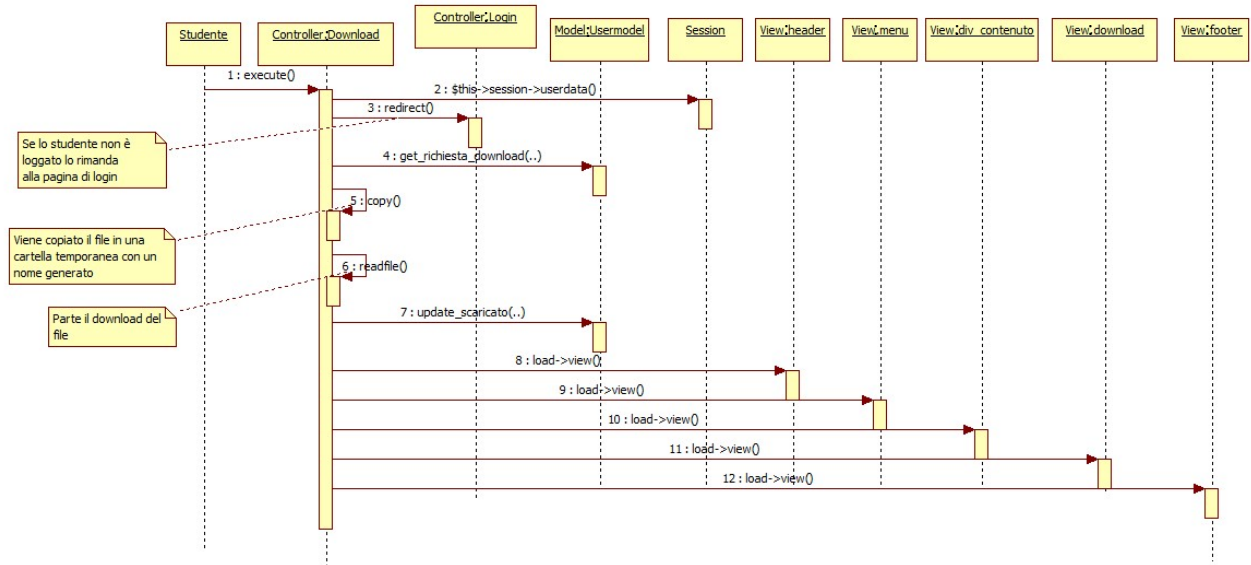 Studente
Controller:Download
Controller:Login
Model:Usermodel
Session
View:header
View:menu
View:div_contenuto
View:download
View:footer
1 : execute()
2 : $this->session->userdata()
3 : redirect()
Se lo studente non è
loggato lo rimanda
alla pagina di login
4 : get_richiesta_download(..)
5 : copy()
Viene copiato il file in una
cartella temporanea con un
nome generato
6 : readfile()
Parte il download del
file
7 : update_scaricato(..)
8 : load->view()
9 : load->view()
10 : load->view()
11 : load->view()
12 : load->view()